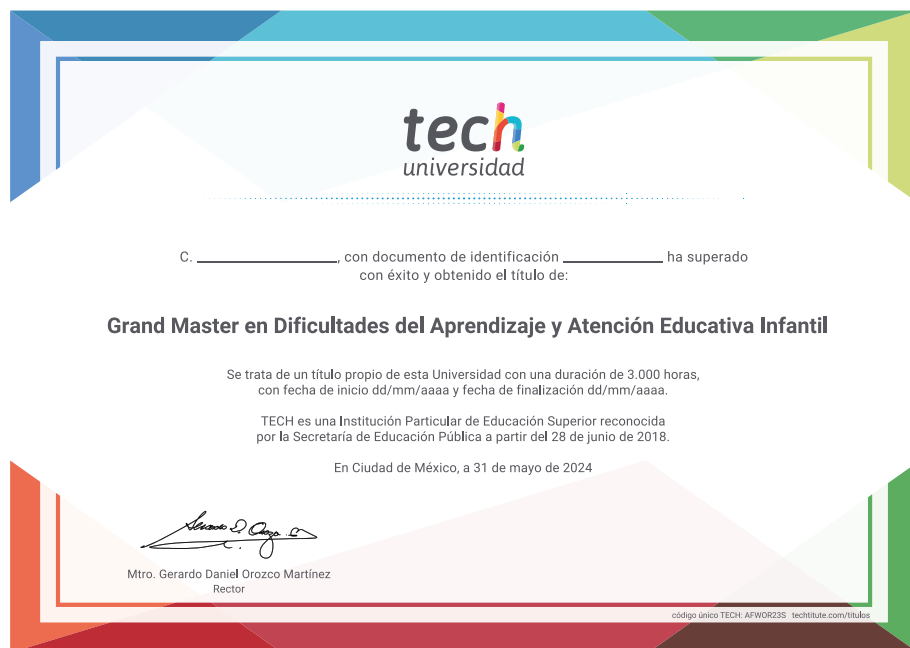 tech
universidad
C. ________________, con documento de identificación ____________ ha superado
con éxito y obtenido el título de:
Grand Master en Dificultades del Aprendizaje y Atención Educativa Infantil
Se trata de un título propio de esta Universidad con una duración de 3.000 horas,
con fecha de inicio dd/mm/aaaa y fecha de finalización dd/mm/aaaa.
TECH es una Institución Particular de Educación Superior reconocida
por la Secretaría de Educación Pública a partir del 28 de junio de 2018.
En Ciudad de México, a 31 de mayo de 2024
Mtro. Gerardo Daniel Orozco Martínez
Rector
código único TECH: AFWOR23S techtitute.com/titulos